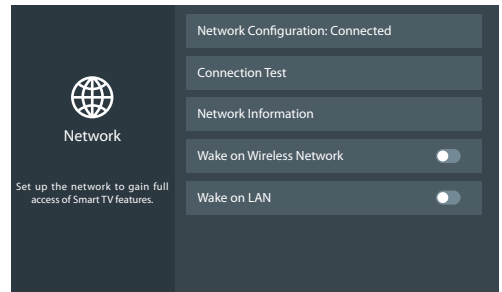 Network
Set up the network to gain full
access of Smart TV features.
Network Configuration: Connected
Connection Test
Network Information
Wake on Wireless Network
Wake on LAN